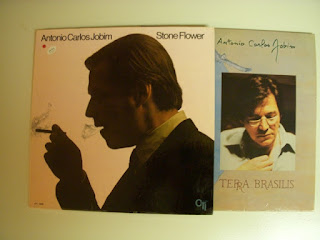 Antonio Carlos Jobim Stone Flower
CTI
Antonio Carlos Jobim
TERRA BRASILIS